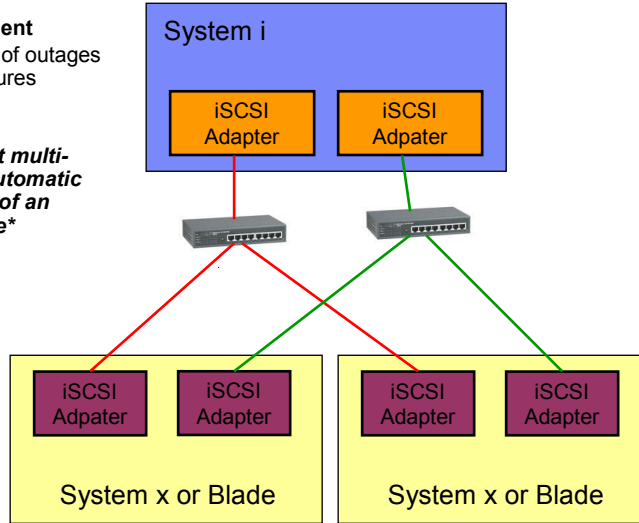 ent
of outages
ures
t multi-
utomatic
of an
e*
System i
iSCSI
Adapter
iSCSI
Adpater
iSCSI
Adpater
iSCSI
Adapter
System x or Blade
iSCSI
Adapter
iSCSI
Adapter
System x or Blade